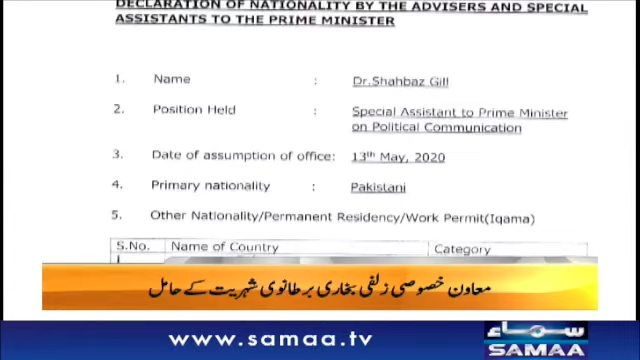 DECLARATION OF NATIONALITY BY THE ADVISERS AND SPECIAL
ASSISTANTS TO THE PRIME MINISTER
1. Name : Dr.Shahbaz Gill
2. Position Held : Special Assistant to Prime Minister
on Political Communication
3. Date of assumption of office: 13th May, 2020
4. Primary nationality : Pakistani
5. Other Nationality/Permanent Residency/Work Permit(Iqama)
S.No. Name of Country Category
معاون خصوصی زلفی بخاری برطانوی شہریت کے حامل
www.samaa.tv
سماء
SAMAA